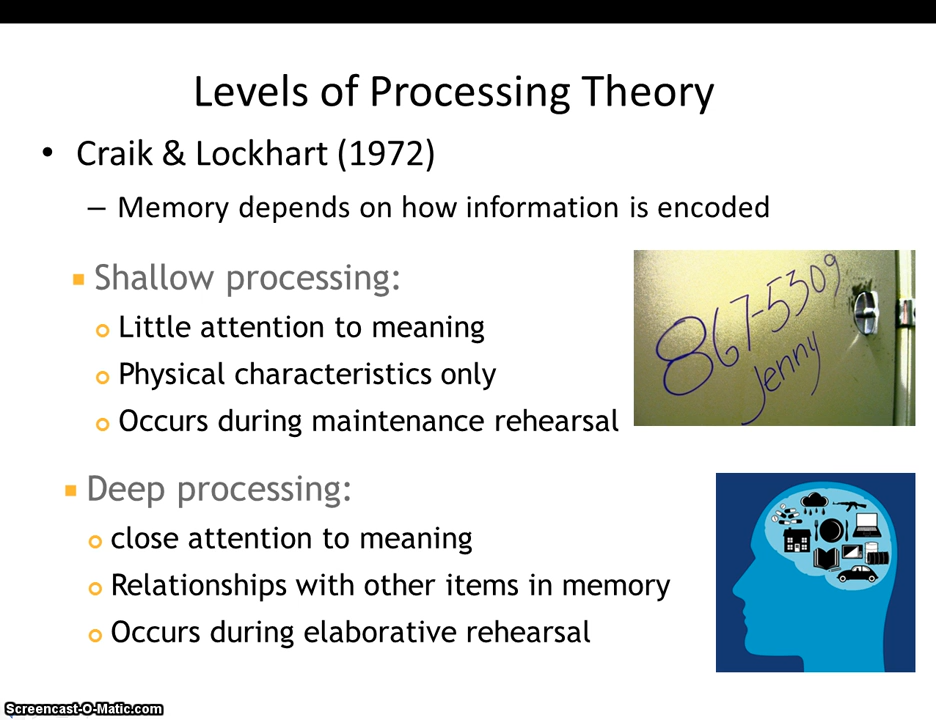 Levels of Processing Theory
• Craik & Lockhart (1972)
– Memory depends on how information is encoded
▪ Shallow processing:
o Little attention to meaning
o Physical characteristics only
o Occurs during maintenance rehearsal
867-5309
Jenny
▪ Deep processing:
o close attention to meaning
o Relationships with other items in memory
o Occurs during elaborative rehearsal
Screencast-O-Matic.com